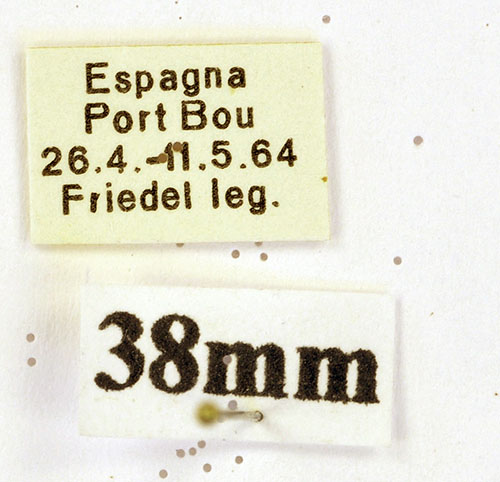 Espagna
Port Bou
26.4.-11.5.64
Friedel leg.
38mm